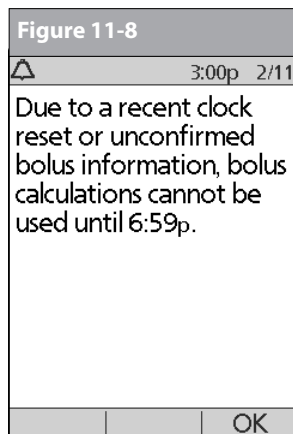 Figure 11-8
3:00p 2/11
Due to a recent clock
reset or unconfirmed
bolus information, bolus
calculations cannot be
used until 6:59p.
OK